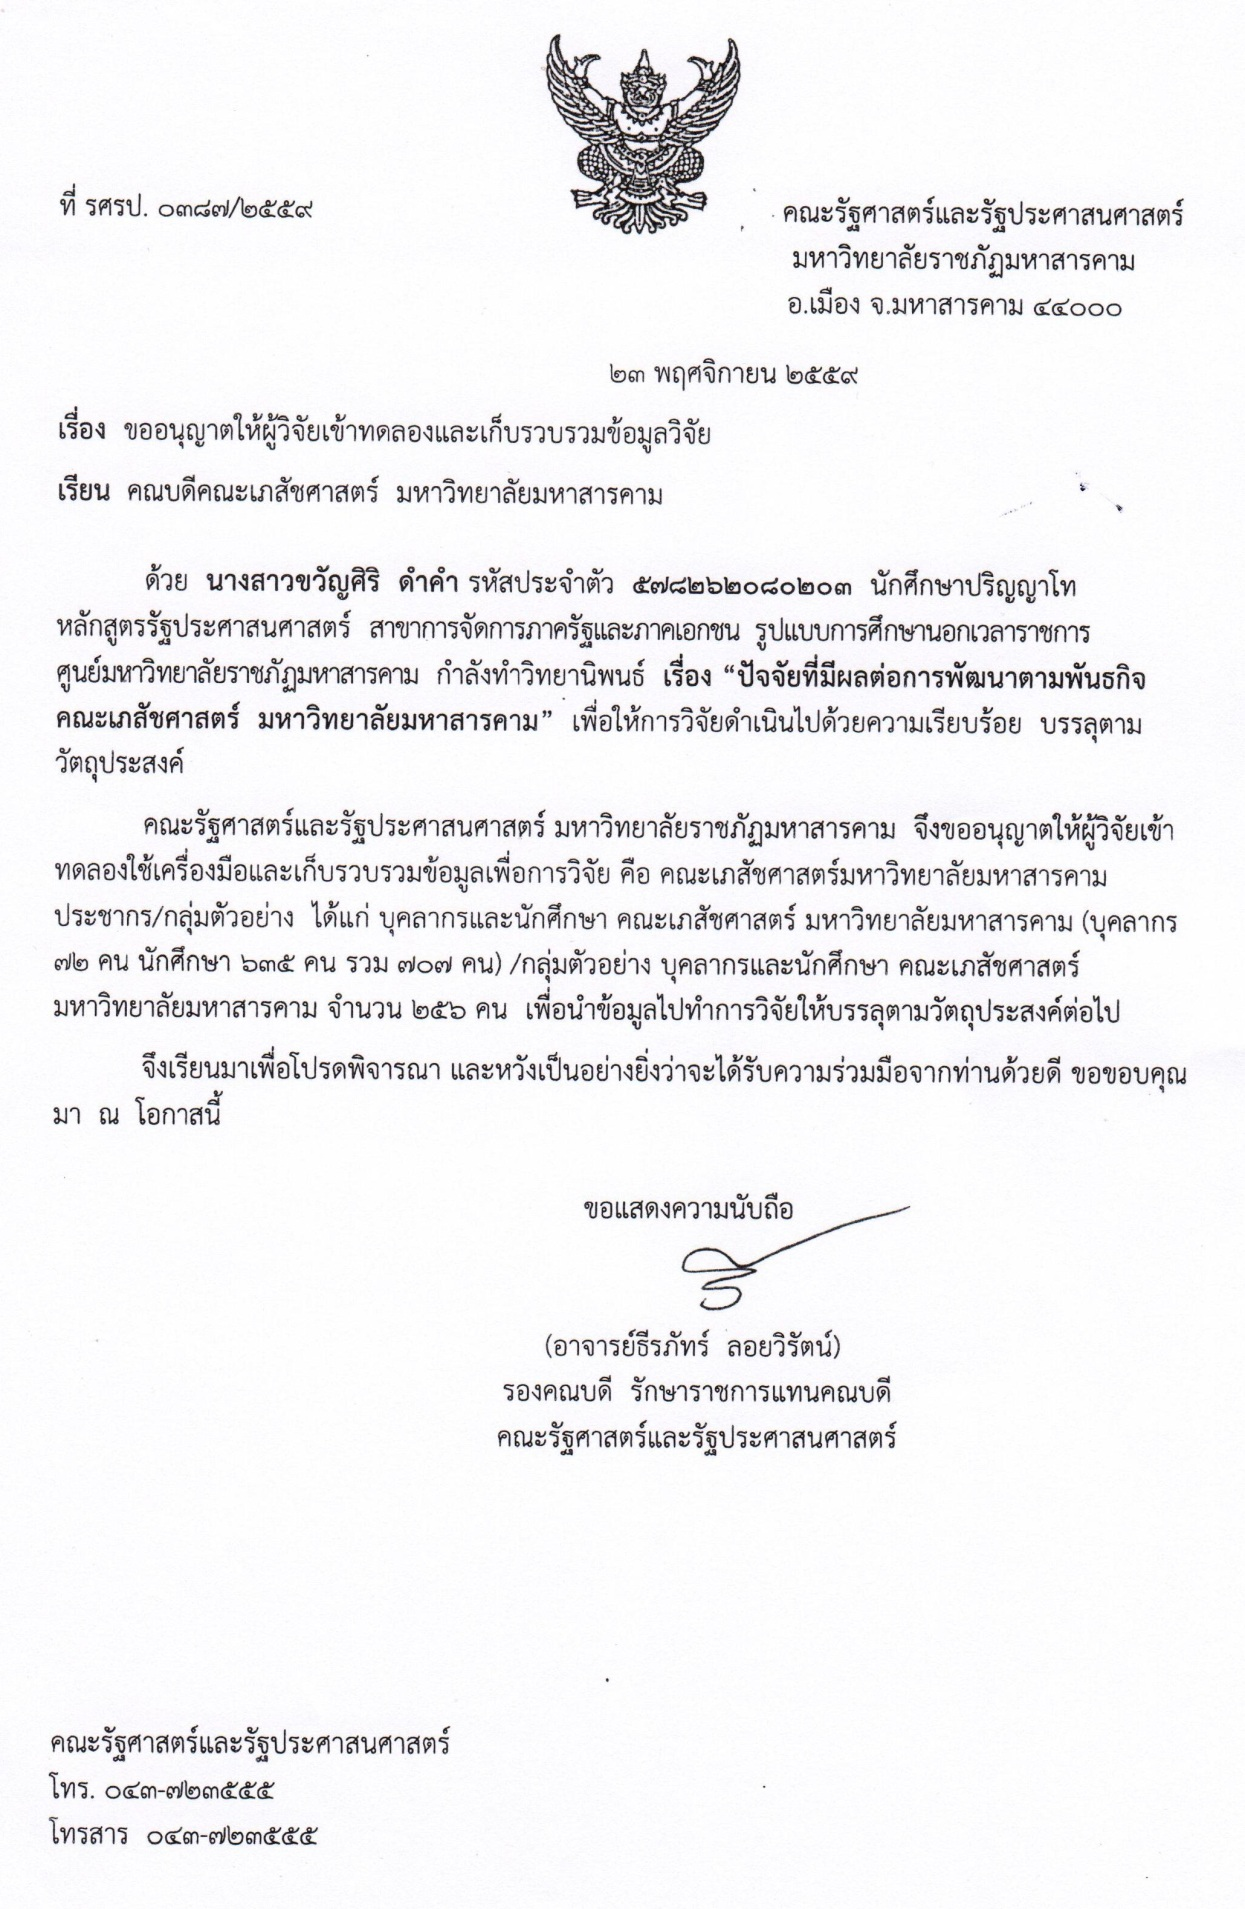 ที่ รศรป. ๐๓๘๗/๒๕๕๙
คณะรัฐศาสตร์และรัฐประศาสนศาสตร์
มหาวิทยาลัยราชภัฏมหาสารคาม
อ.เมือง จ.มหาสารคาม ๔๔๐๐๐
๒๓ พฤศจิกายน ๒๕๕๙
เรื่อง ขออนุญาตให้ผู้วิจัยเข้าทดลองและเก็บรวบรวมข้อมูลวิจัย
เรียน คณบดีคณะเภสัชศาสตร์ มหาวิทยาลัยมหาสารคาม
ด้วย นางสาวขวัญศิริ ดำคำ รหัสประจำตัว ๕๗๘๒๖๒๐๘๐๒๐๓ นักศึกษาปริญญาโท
หลักสูตรรัฐประศาสนศาสตร์ สาขาการจัดการภาครัฐและภาคเอกชน รูปแบบการศึกษานอกเวลาราชการ
ศูนย์มหาวิทยาลัยราชภัฏมหาสารคาม กำลังทำวิทยานิพนธ์ เรื่อง “ปัจจัยที่มีผลต่อการพัฒนาตามพันธกิจ
คณะเภสัชศาสตร์ มหาวิทยาลัยมหาสารคาม” เพื่อให้การวิจัยดำเนินไปด้วยความเรียบร้อย บรรลุตาม
วัตถุประสงค์
คณะรัฐศาสตร์และรัฐประศาสนศาสตร์ มหาวิทยาลัยราชภัฏมหาสารคาม จึงขออนุญาตให้ผู้วิจัยเข้า
ทดลองใช้เครื่องมือและเก็บรวบรวมข้อมูลเพื่อการวิจัย คือ คณะเภสัชศาสตร์มหาวิทยาลัยมหาสารคาม
ประชากร/กลุ่มตัวอย่าง ได้แก่ บุคลากรและนักศึกษา คณะเภสัชศาสตร์ มหาวิทยาลัยมหาสารคาม (บุคลากร
๗๒ คน นักศึกษา ๖๓๕ คน รวม ๗๐๗ คน) /กลุ่มตัวอย่าง บุคลากรและนักศึกษา คณะเภสัชศาสตร์
มหาวิทยาลัยมหาสารคาม จำนวน ๒๕๖ คน เพื่อนำข้อมูลไปทำการวิจัยให้บรรลุตามวัตถุประสงค์ต่อไป
จึงเรียนมาเพื่อโปรดพิจารณา และหวังเป็นอย่างยิ่งว่าจะได้รับความร่วมมือจากท่านด้วยดี ขอขอบคุณ
มา ณ โอกาสนี้
ขอแสดงความนับถือ
(อาจารย์ธีรภัทร์ ลอยวิรัตน์)
รองคณบดี รักษาราชการแทนคณบดี
คณะรัฐศาสตร์และรัฐประศาสนศาสตร์
คณะรัฐศาสตร์และรัฐประศาสนศาสตร์
โทร. ๐๔๓-๗๒๓๕๕๕
โทรสาร ๐๔๓-๗๒๓๕๕๕